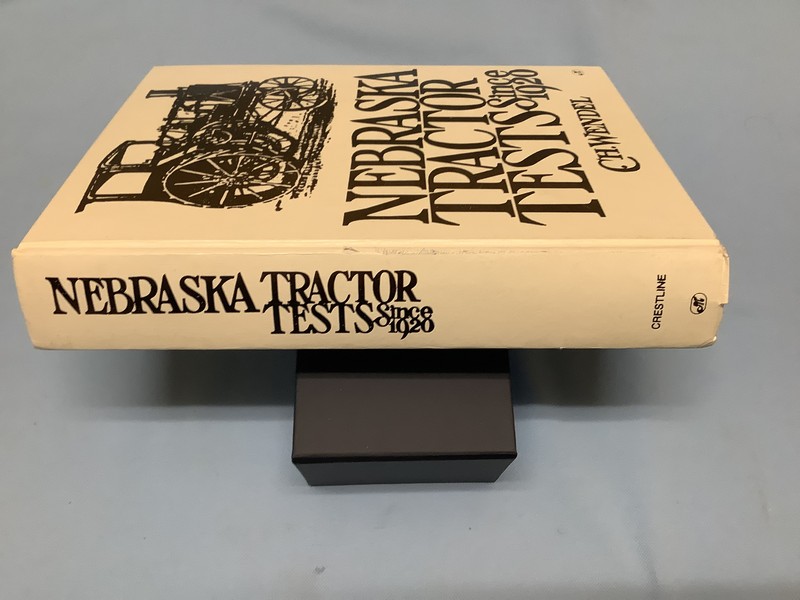 NEBRASKA
TRACTOR
TESTS Since
1920
C.H. WENDEL
NEBRASKA TRACTOR
TESTS Since
1920
CRESTLINE